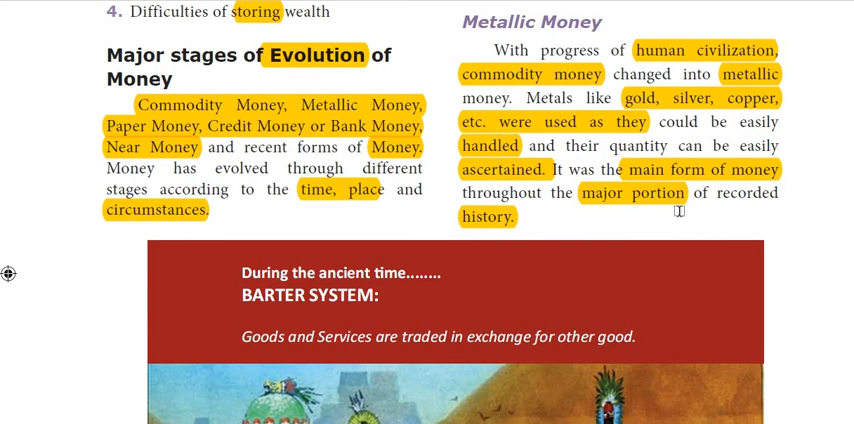 4. Difficulties of storing wealth
Major stages of Evolution of
Money
Commodity Money, Metallic Money,
Paper Money, Credit Money or Bank Money,
Near Money and recent forms of Money.
Money has evolved through different
stages according to the time, place and
circumstances.
Metallic Money
With progress of human civilization,
commodity money changed into metallic
money. Metals like gold, silver, copper,
etc. were used as they could be easily
handled and their quantity can be easily
ascertained. It was the main form of money
throughout the major portion of recorded
history.
During the ancient time........
BARTER SYSTEM:
Goods and Services are traded in exchange for other good.